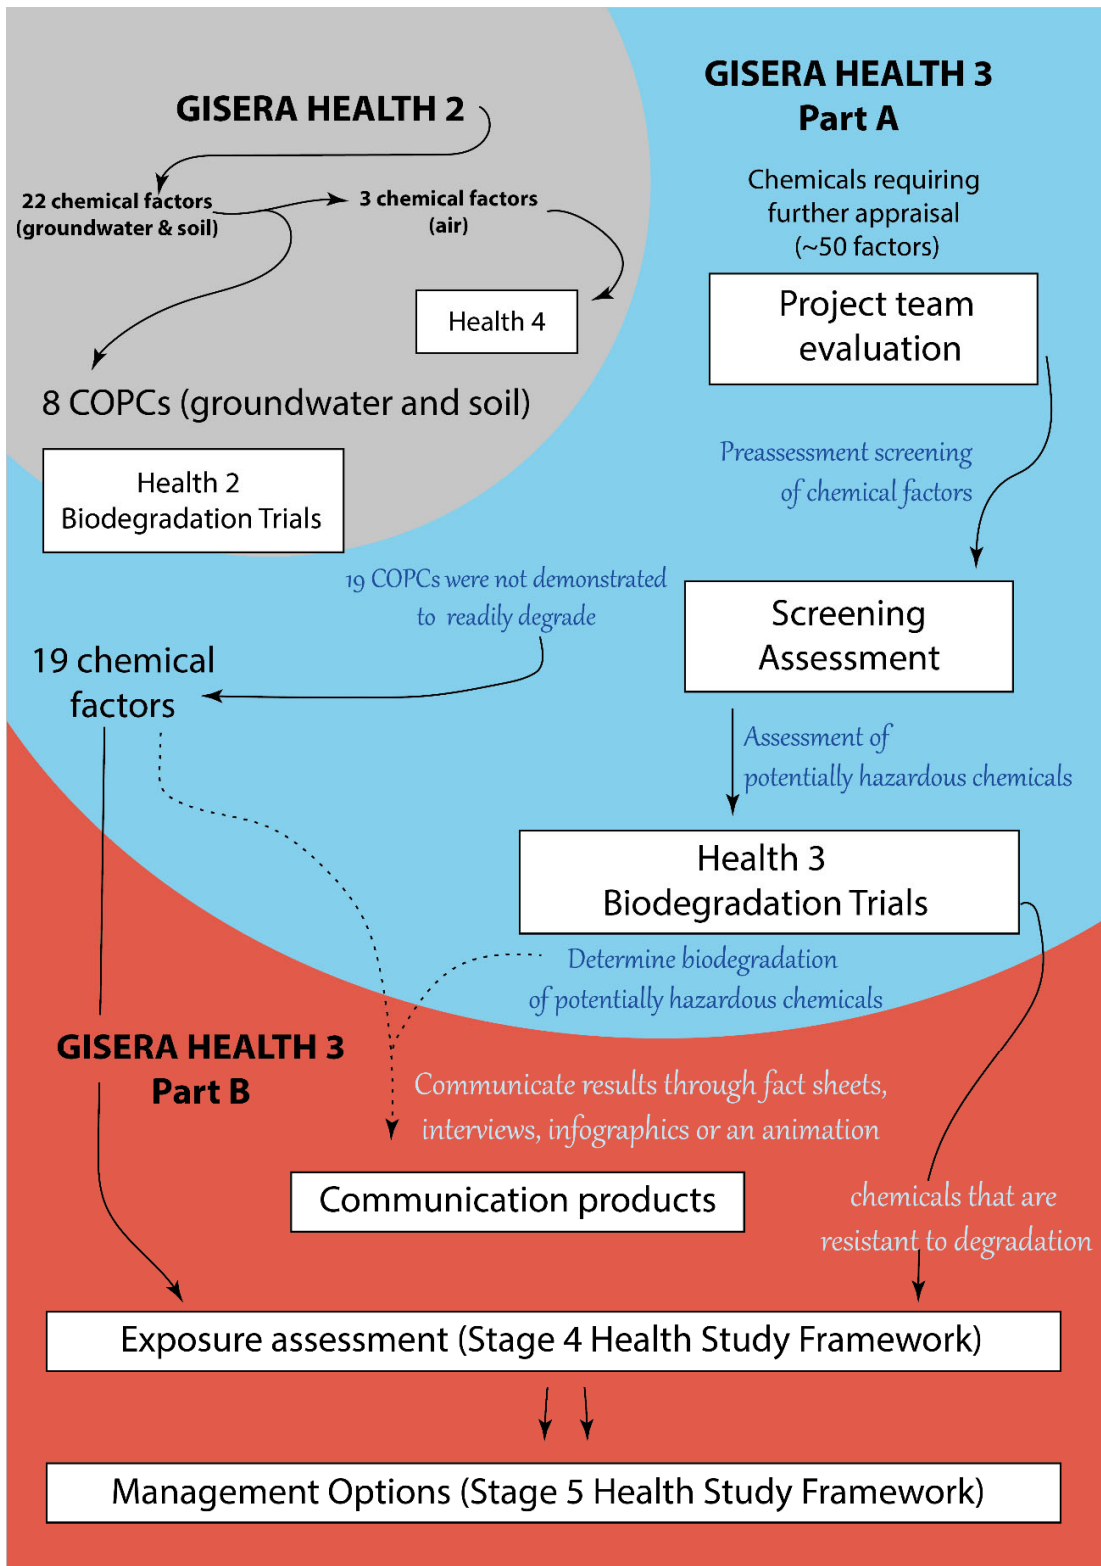 GISERA HEALTH 2
22 chemical factors
(groundwater & soil)
3 chemical factors
(air)
Health 4
8 COPCs (groundwater and soil)
Health 2
Biodegradation Trials
GISERA HEALTH 3
Part A
Chemicals requiring
further appraisal
(~50 factors)
Project team
evaluation
Preassessment screening
of chemical factors
Screening
Assessment
19 COPCs were not demonstrated
to readily degrade
19 chemical
factors
Assessment of
potentially hazardous chemicals
Health 3
Biodegradation Trials
Determine biodegradation
of potentially hazardous chemicals
GISERA HEALTH 3
Part B
Communicate results through fact sheets,
interviews, infographics or an animation
Communication products
chemicals that are
resistant to degradation
Exposure assessment (Stage 4 Health Study Framework)
Management Options (Stage 5 Health Study Framework)